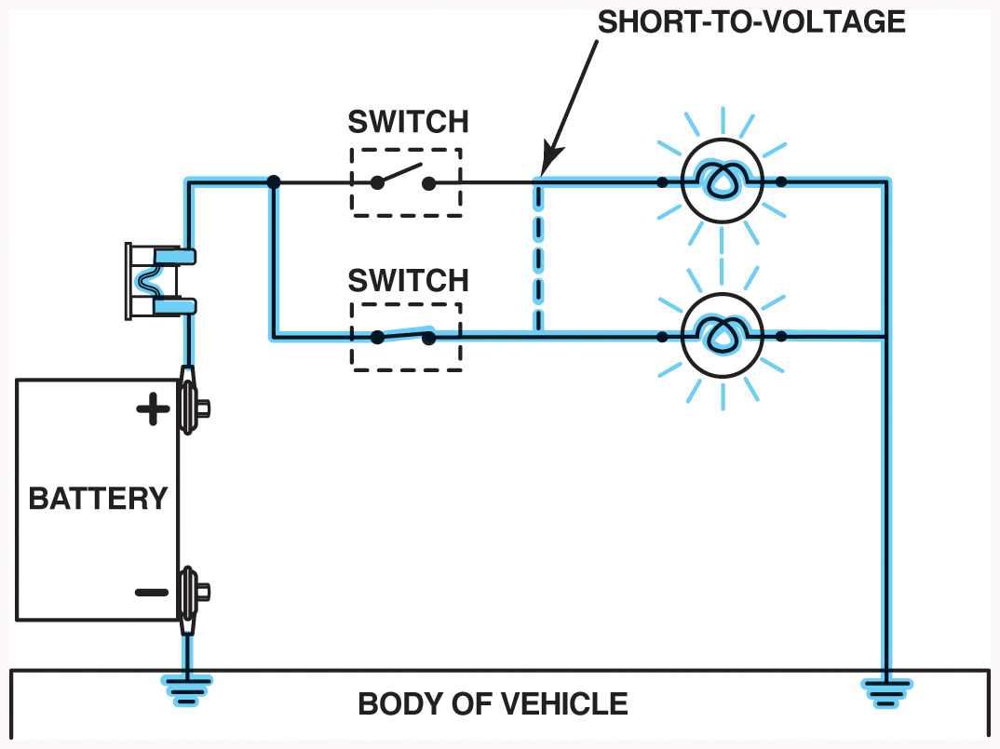 SHORT-TO-VOLTAGE
SWITCH
SWITCH
+
BATTERY
−
BODY OF VEHICLE